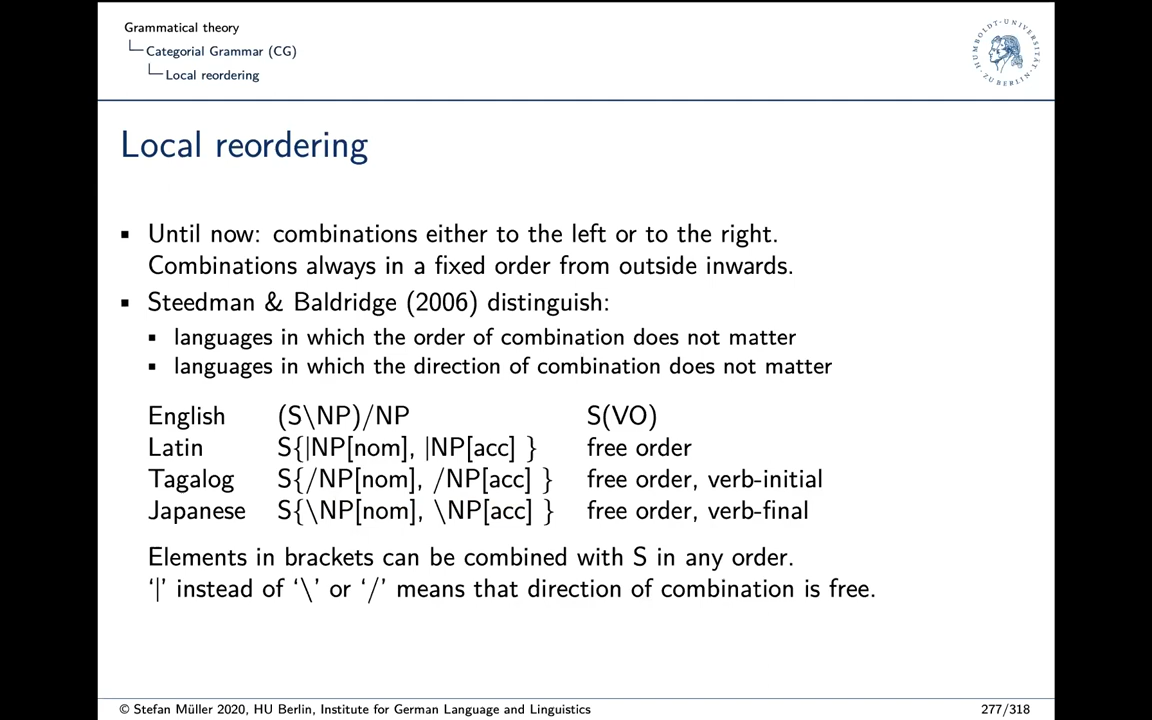 Grammatical theory
Categorial Grammar (CG)
Local reordering
HUMBOLDT-UNIVERSITÄT ZU BERLIN
Local reordering
▪ Until now: combinations either to the left or to the right.
Combinations always in a fixed order from outside inwards.
▪ Steedman & Baldridge (2006) distinguish:
▪ languages in which the order of combination does not matter
▪ languages in which the direction of combination does not matter
English (S\NP)/NP S(VO)
Latin S{|NP[nom], |NP[acc] } free order
Tagalog S{/NP[nom], /NP[acc] } free order, verb-initial
Japanese S{\NP[nom], \NP[acc] } free order, verb-final
Elements in brackets can be combined with S in any order.
‘|’ instead of ‘\’ or ‘/’ means that direction of combination is free.
© Stefan Müller 2020, HU Berlin, Institute for German Language and Linguistics 277/318